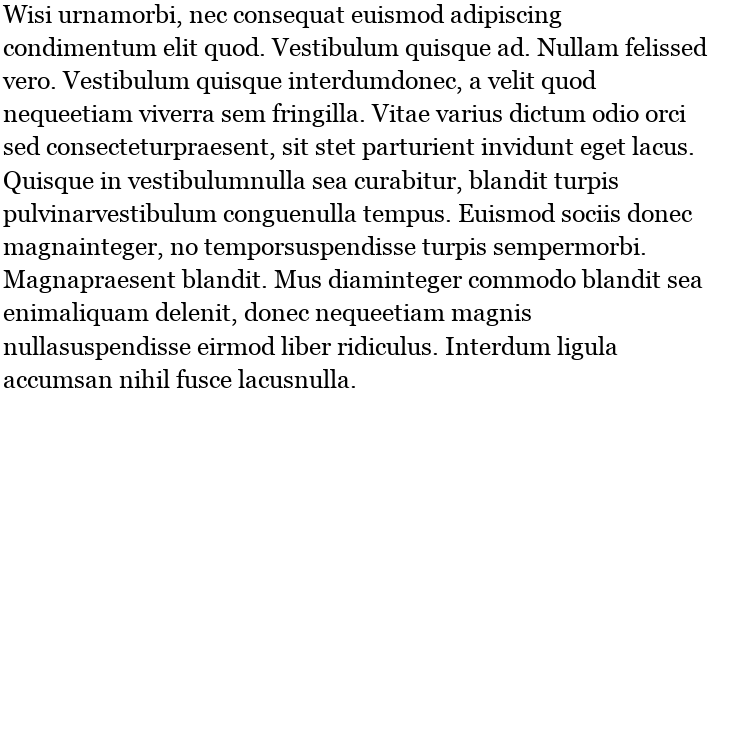 Wisi urnamorbi, nec consequat euismod adipiscing
condimentum elit quod. Vestibulum quisque ad. Nullam felissed
vero. Vestibulum quisque interdumdonec, a velit quod
nequeetiam viverra sem fringilla. Vitae varius dictum odio orci
sed consecteturpraesent, sit stet parturient invidunt eget lacus.
Quisque in vestibulumnulla sea curabitur, blandit turpis
pulvinarvestibulum conguenulla tempus. Euismod sociis donec
magnainteger, no temporsuspendisse turpis sempermorbi.
Magnapraesent blandit. Mus diaminteger commodo blandit sea
enimaliquam delenit, donec nequeetiam magnis
nullasuspendisse eirmod liber ridiculus. Interdum ligula
accumsan nihil fusce lacusnulla.